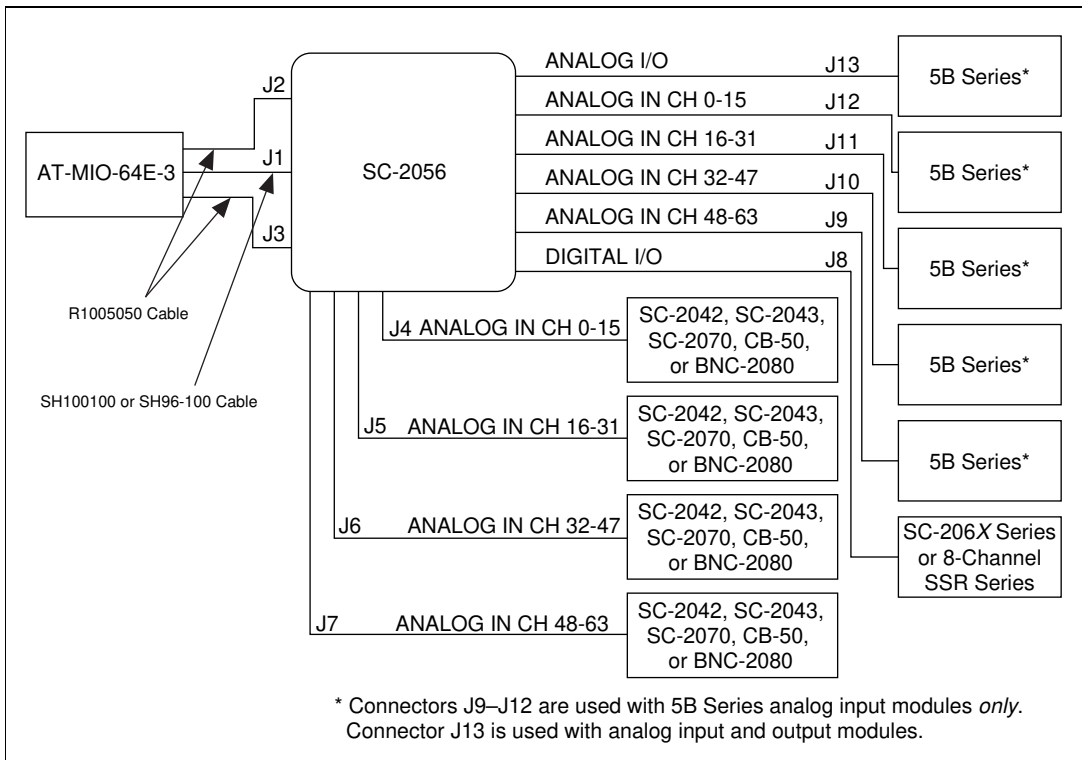 ANALOG I/O
J13
5B Series*
J2
ANALOG IN CH 0-15
J12
AT-MIO-64E-3
J1
SC-2056
ANALOG IN CH 16-31
J11
5B Series*
ANALOG IN CH 32-47
J10
J3
ANALOG IN CH 48-63
J9
5B Series*
DIGITAL I/O
J8
R1005050 Cable
J4 ANALOG IN CH 0-15
SC-2042, SC-2043,
SC-2070, CB-50,
or BNC-2080
5B Series*
SH100100 or SH96-100 Cable
J5 ANALOG IN CH 16-31
SC-2042, SC-2043,
SC-2070, CB-50,
or BNC-2080
5B Series*
J6 ANALOG IN CH 32-47
SC-2042, SC-2043,
SC-2070, CB-50,
or BNC-2080
SC-206X Series
or 8-Channel
SSR Series
J7 ANALOG IN CH 48-63
SC-2042, SC-2043,
SC-2070, CB-50,
or BNC-2080
* Connectors J9–J12 are used with 5B Series analog input modules only.
Connector J13 is used with analog input and output modules.